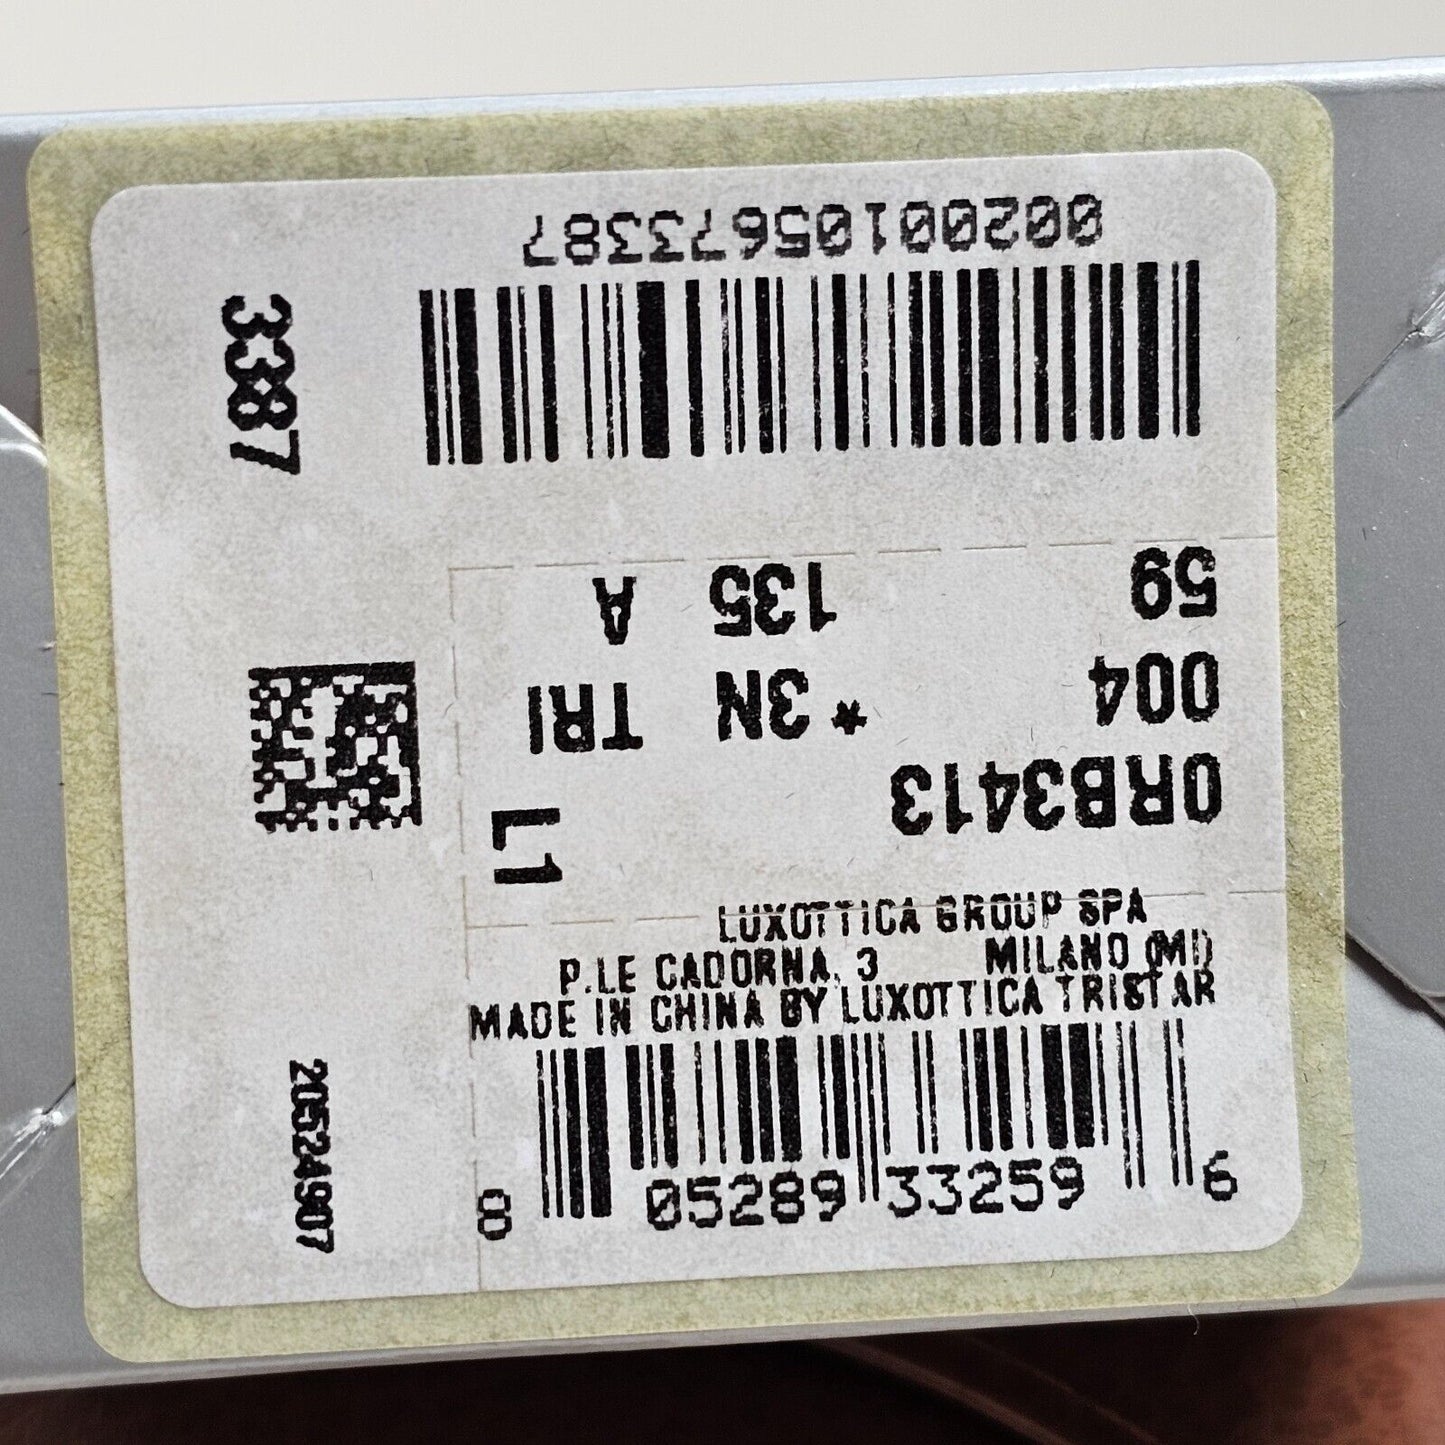 00200105673387
3387
59 135 A
004 *3N TRI
0RB3413
L1
LUXOTTICA GROUP SPA
P.LE CADORNA, 3 MILANO (MI)
MADE IN CHINA BY LUXOTTICA TRISTAR
8 05289 33259 6
20524907